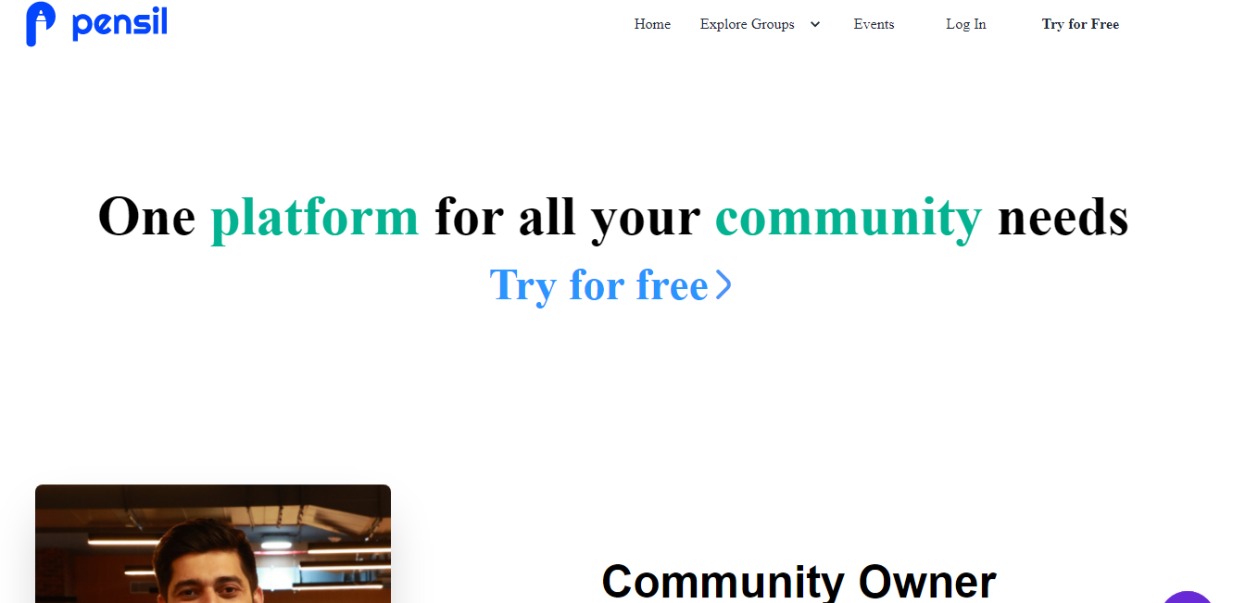 pensil Home Explore Groups Events Log In Try for Free
One platform for all your community needs
Try for free
Community Owner